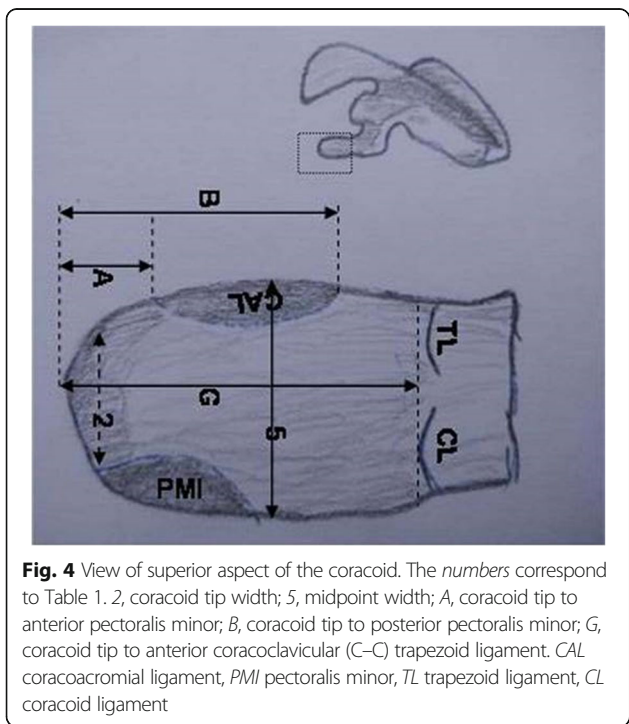 B
A
CAL
TL
G
2
5
CL
PMI
Fig. 4 View of superior aspect of the coracoid. The numbers correspond
to Table 1. 2, coracoid tip width; 5, midpoint width; A, coracoid tip to
anterior pectoralis minor; B, coracoid tip to posterior pectoralis minor; G,
coracoid tip to anterior coracoclavicular (C–C) trapezoid ligament. CAL
coracoacromial ligament, PMI pectoralis minor, TL trapezoid ligament, CL
coracoid ligament